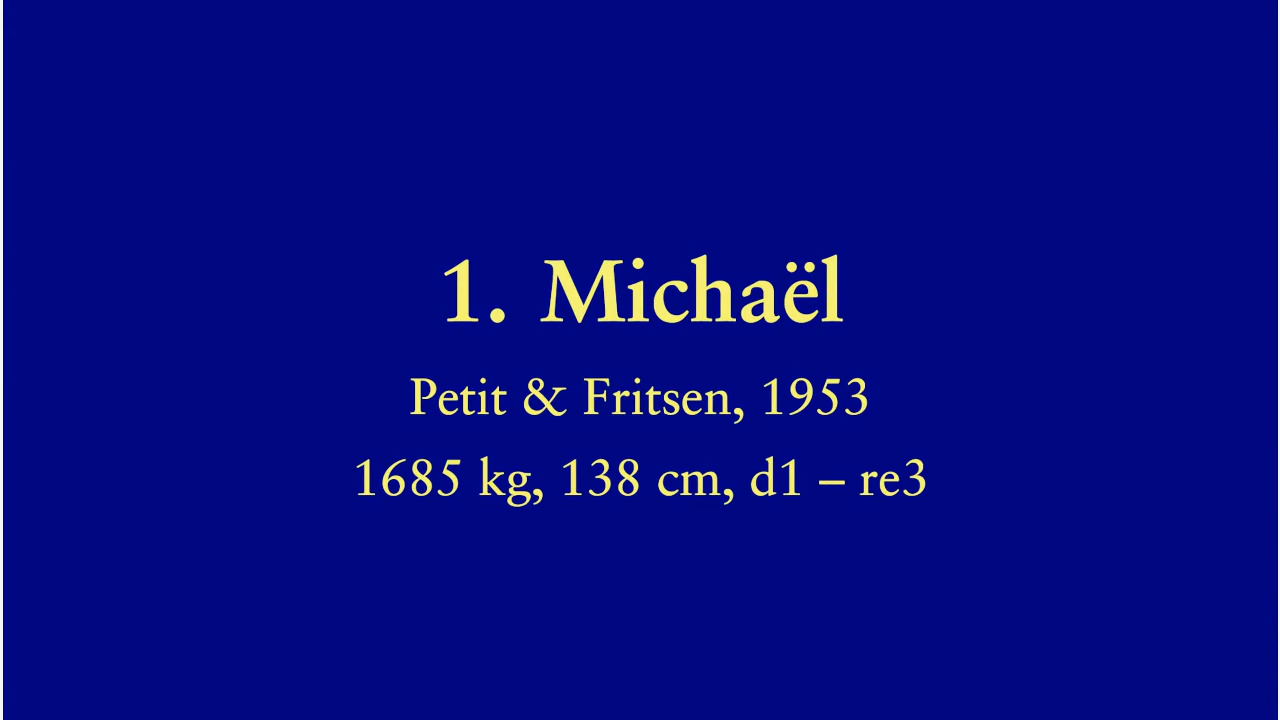 1. Michaël
Petit & Fritsen, 1953
1685 kg, 138 cm, d1 – re3